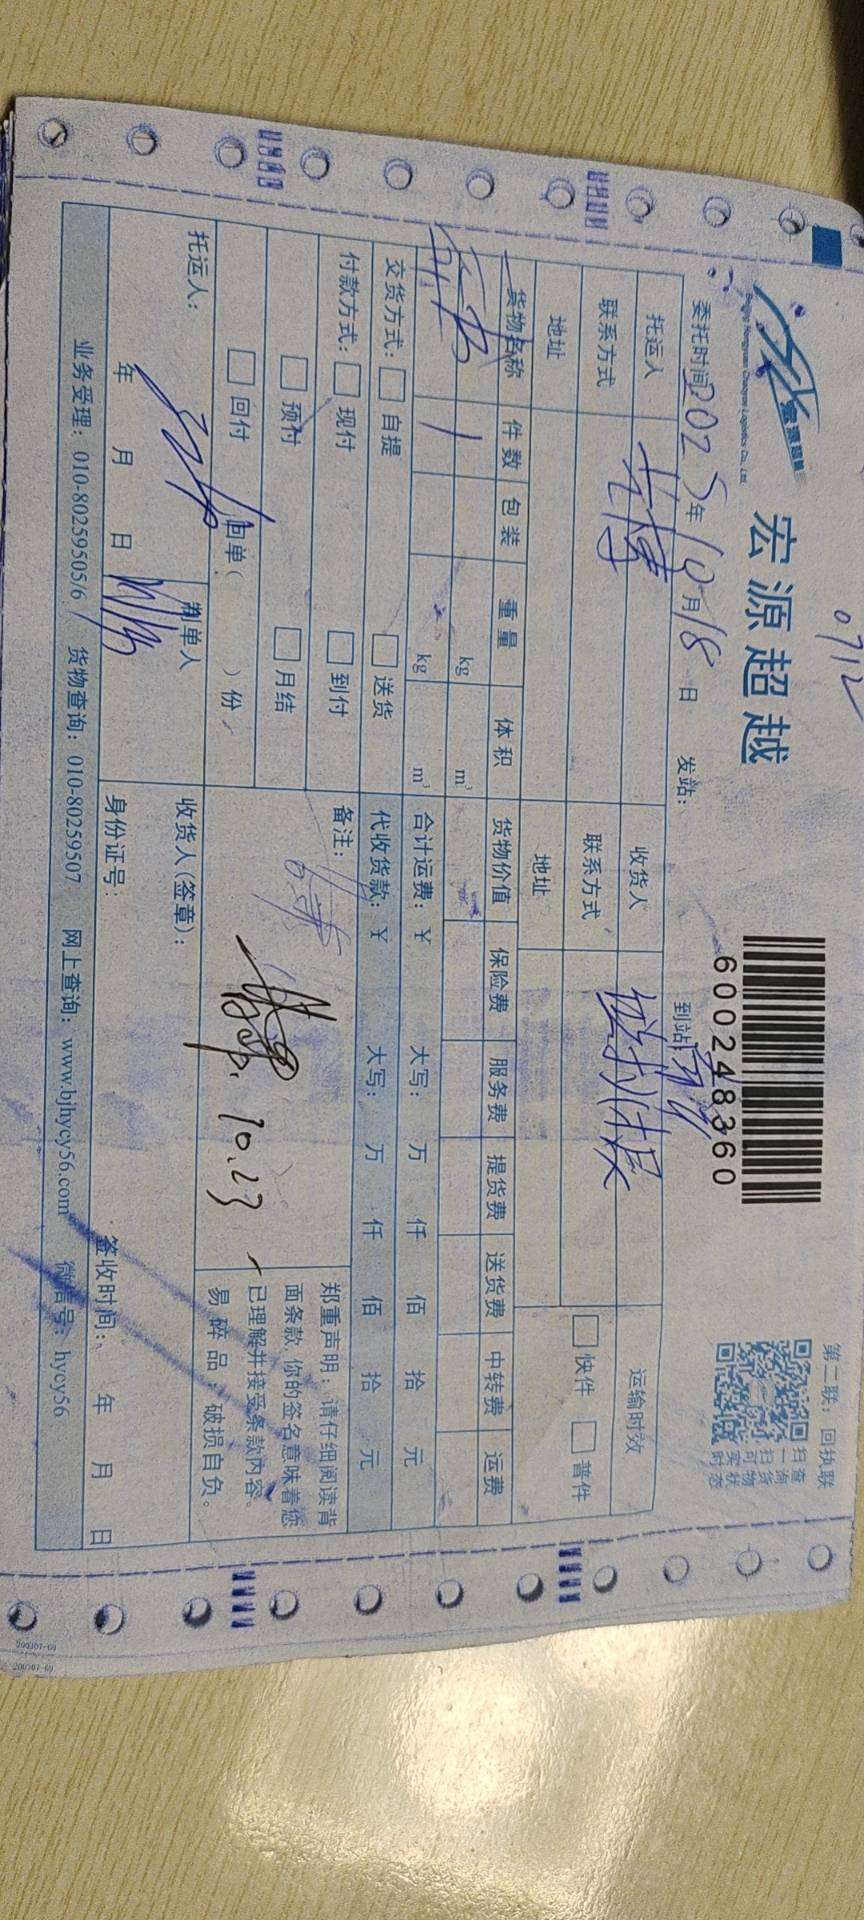 0712
宏源超越
Beijing Hongyuan Chaoyue Logistics Co., Ltd.
600248360
第二联：回执联
扫一扫可实时
查询货物状态
委托时间 2025年10月18日 发站： 到站：
托运人 收货人 运输时效
联系方式 联系方式 快件 普件
地址 地址
货物名称 件数 包装 重量 体积 货物价值 保险费 服务费 提货费 送货费 中转费 运费
kg m³
1 kg m³
合计运费：¥ 大写： 万 仟 佰 拾 元
交货方式： 自提 送货 代收货款：¥ 大写： 万 仟 佰 拾 元
付款方式： 现付 到付 备注：
预付 月结
回付 回单（ ）份
郑重声明：请仔细阅读背
面条款，你的签名意味着您
已理解并接受条款内容。
易碎品：破损自负。
托运人： 制单人 收货人(签章)： 10.23
年 月 日 身份证号： 签收时间： 年 月 日
业务受理：010-80259505/6 货物查询：010-80259507 网上查询：www.bjhycy56.com 微信号：hycy56